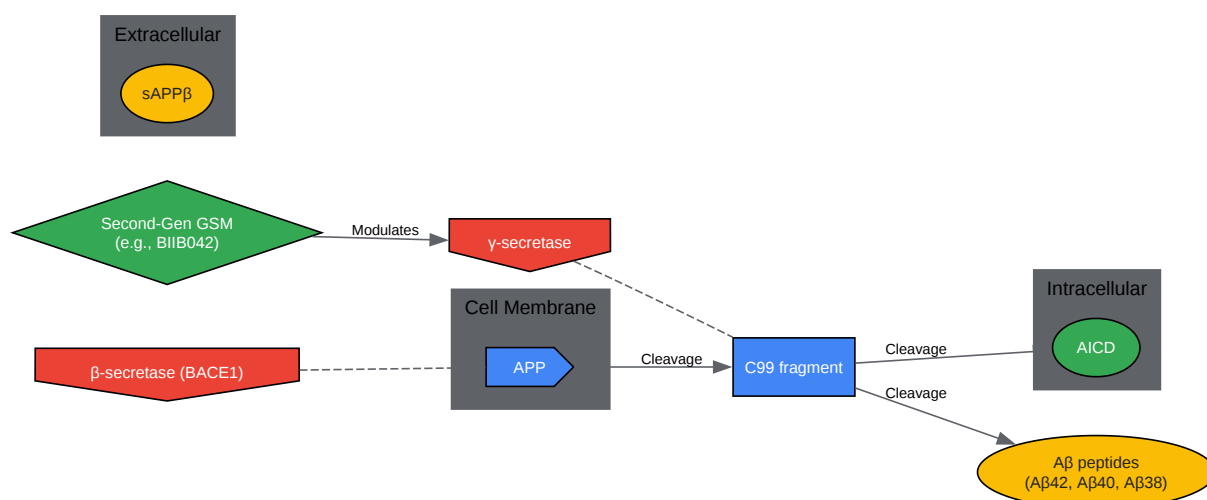 Extracellular
sAPPβ
Second-Gen GSM
(e.g., BIIB042)
Modulates
γ-secretase
Cell Membrane
APP
β-secretase (BACE1)
Cleavage
C99 fragment
Cleavage
Intracellular
AICD
Cleavage
Aβ peptides
(Aβ42, Aβ40, Aβ38)